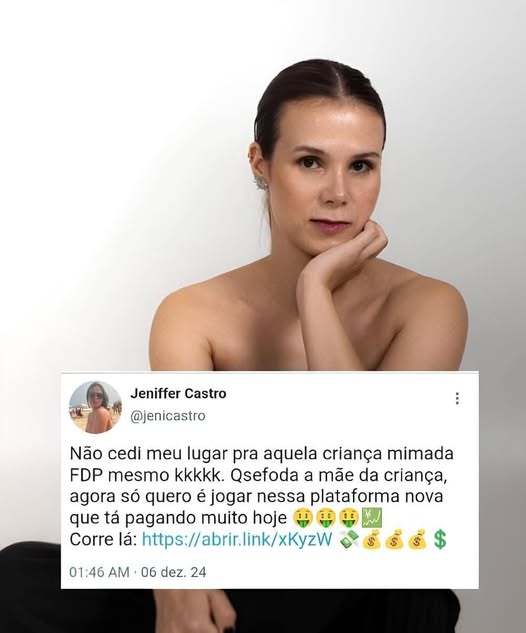 Jeniffer Castro
@jenicastro
Não cedi meu lugar pra aquela criança mimada
FDP mesmo kkkkk. Qsefoda a mãe da criança,
agora só quero é jogar nessa plataforma nova
que tá pagando muito hoje 🤑🤑🤑💹
Corre lá: https://abrir.link/xKyzW 💸💰💰💰💲
01:46 AM · 06 dez. 24